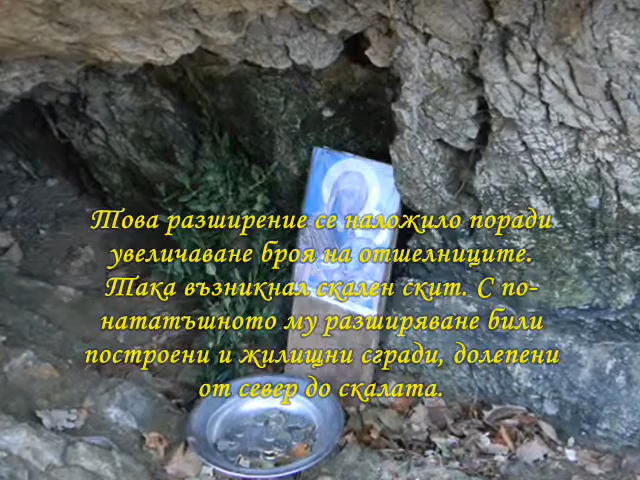 Това разширение се наложило поради
увеличаване броя на отшелниците.
Така възникнал скален скит. С по-
нататъшното му разширяване били
построени и жилищни сгради, долепени
от север до скалата.